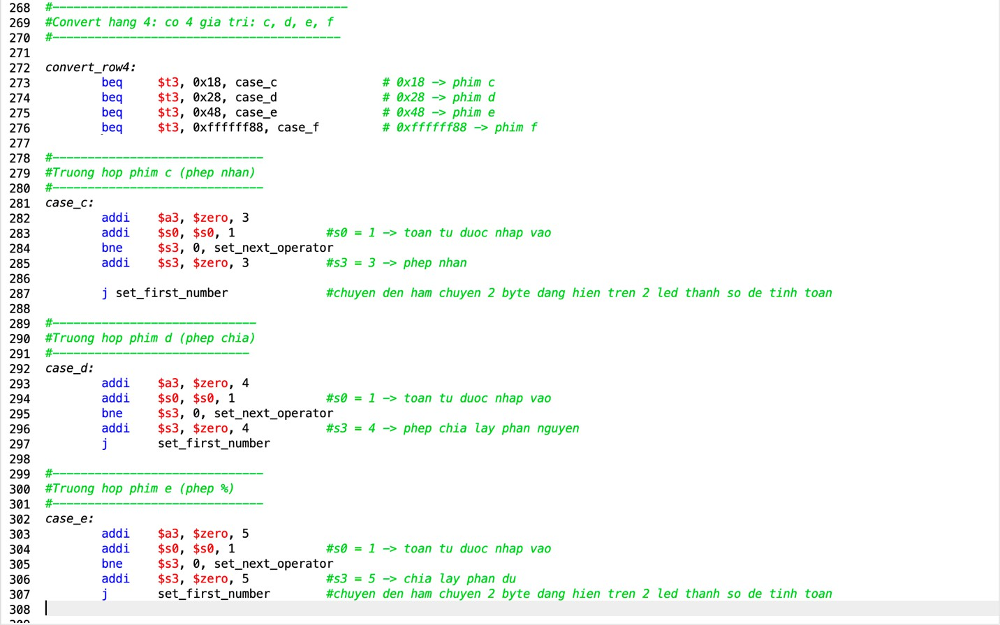 268 #------------------------------------------
269 #Convert hang 4: co 4 gia tri: c, d, e, f
270 #-----------------------------------------
271
272 convert_row4:
273 beq $t3, 0x18, case_c # 0x18 -> phim c
274 beq $t3, 0x28, case_d # 0x28 -> phim d
275 beq $t3, 0x48, case_e # 0x48 -> phim e
276 beq $t3, 0xffffff88, case_f # 0xffffff88 -> phim f
277
278 #------------------------------
279 #Truong hop phim c (phep nhan)
280 #------------------------------
281 case_c:
282 addi $a3, $zero, 3
283 addi $s0, $s0, 1 #s0 = 1 -> toan tu duoc nhap vao
284 bne $s3, 0, set_next_operator
285 addi $s3, $zero, 3 #s3 = 3 -> phep nhan
286
287 j set_first_number #chuyen den ham chuyen 2 byte dang hien tren 2 led thanh so de tinh toan
288
289 #-----------------------------
290 #Truong hop phim d (phep chia)
291 #----------------------------
292 case_d:
293 addi $a3, $zero, 4
294 addi $s0, $s0, 1 #s0 = 1 -> toan tu duoc nhap vao
295 bne $s3, 0, set_next_operator
296 addi $s3, $zero, 4 #s3 = 4 -> phep chia lay phan nguyen
297 j set_first_number
298
299 #------------------------------
300 #Truong hop phim e (phep %)
301 #------------------------------
302 case_e:
303 addi $a3, $zero, 5
304 addi $s0, $s0, 1 #s0 = 1 -> toan tu duoc nhap vao
305 bne $s3, 0, set_next_operator
306 addi $s3, $zero, 5 #s3 = 5 -> chia lay phan du
307 j set_first_number #chuyen den ham chuyen 2 byte dang hien tren 2 led thanh so de tinh toan
308